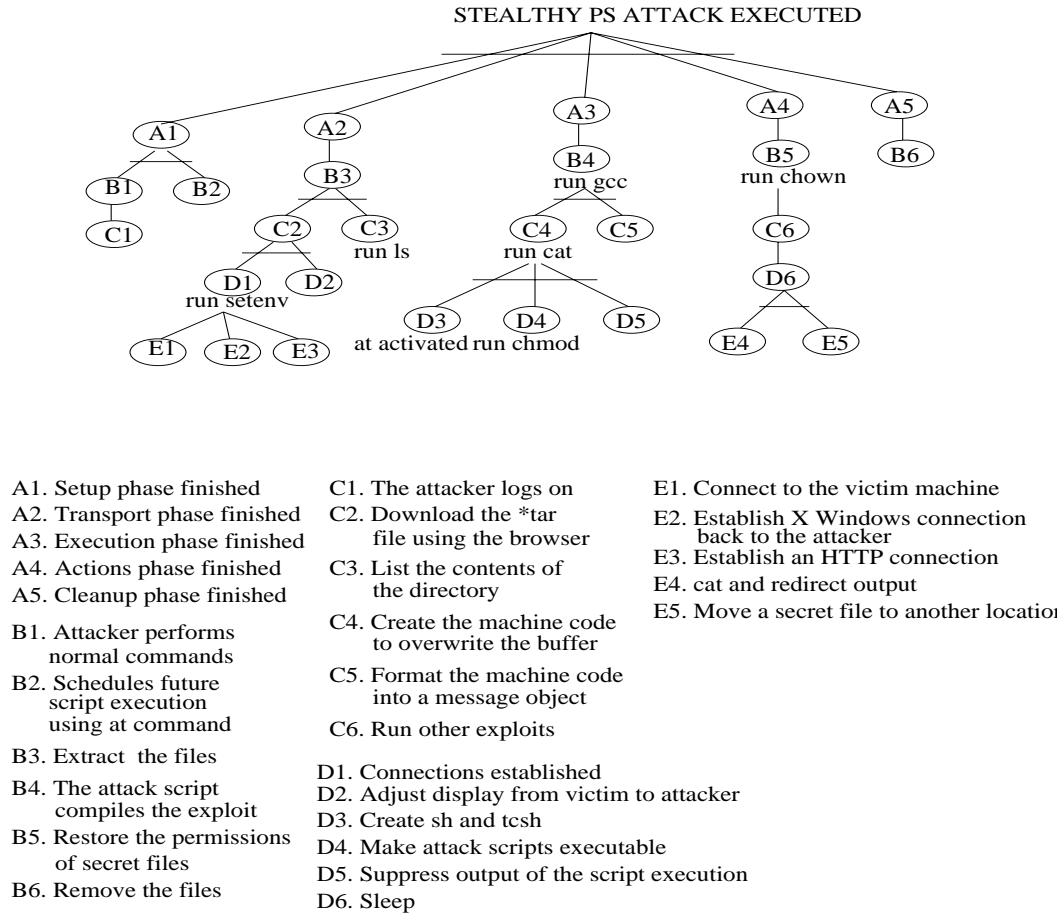 STEALTHY PS ATTACK EXECUTED
A1
A2
A3
A4
A5
B1
B2
B3
B4
run gcc
B5
run chown
B6
C1
C2
C3
run ls
C4
run cat
C5
C6
D1
run setenv
D2
D3
at activated
D4
run chmod
D5
D6
E1
E2
E3
E4
E5
A1. Setup phase finished
A2. Transport phase finished
A3. Execution phase finished
A4. Actions phase finished
A5. Cleanup phase finished
B1. Attacker performs
normal commands
B2. Schedules future
script execution
using at command
B3. Extract the files
B4. The attack script
compiles the exploit
B5. Restore the permissions
of secret files
B6. Remove the files
C1. The attacker logs on
C2. Download the *tar
file using the browser
C3. List the contents of
the directory
C4. Create the machine code
to overwrite the buffer
C5. Format the machine code
into a message object
C6. Run other exploits
D1. Connections established
D2. Adjust display from victim to attacker
D3. Create sh and tcsh
D4. Make attack scripts executable
D5. Suppress output of the script execution
D6. Sleep
E1. Connect to the victim machine
E2. Establish X Windows connection
back to the attacker
E3. Establish an HTTP connection
E4. cat and redirect output
E5. Move a secret file to another location